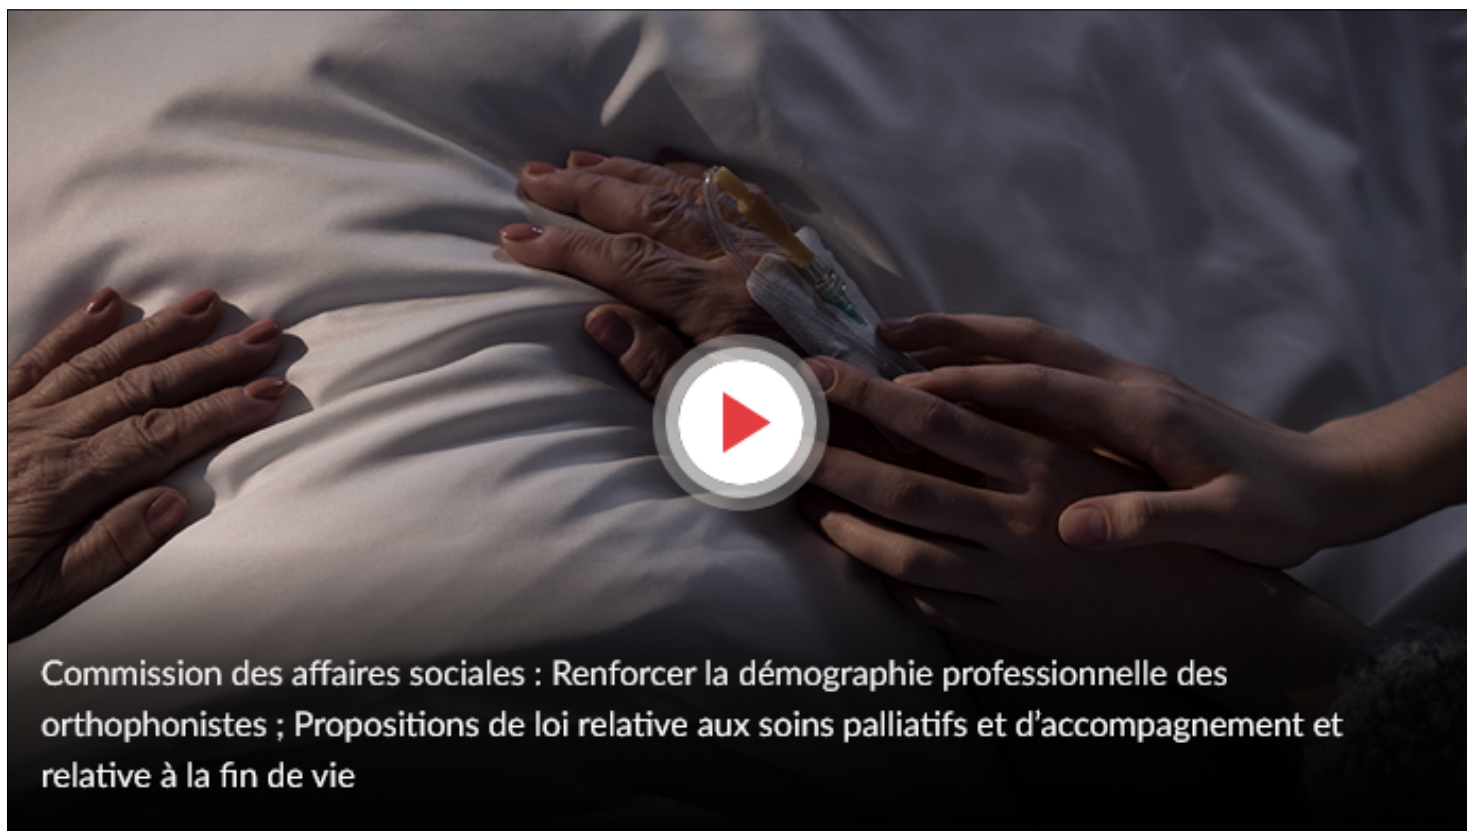 Commission des affaires sociales : Renforcer la démographie professionnelle des
orthophonistes ; Propositions de loi relative aux soins palliatifs et d’accompagnement et
relative à la fin de vie